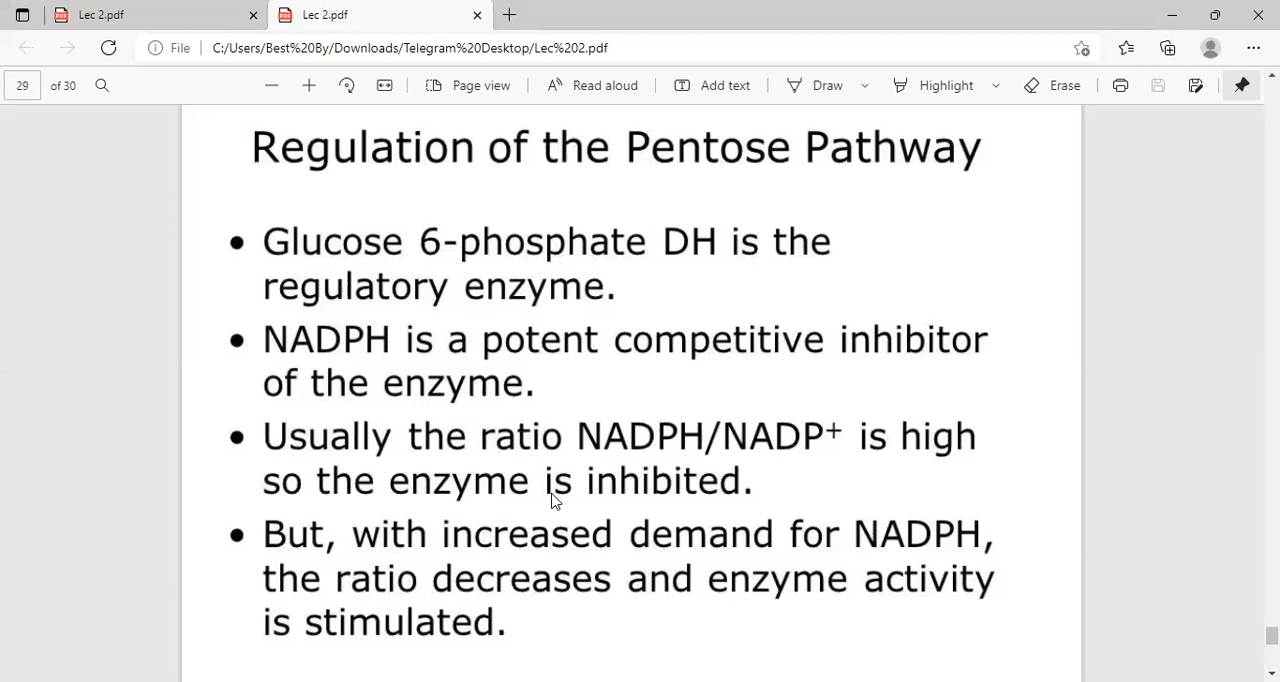 Lec 2.pdf
Lec 2.pdf
File
C:/Users/Best%20By/Downloads/Telegram%20Desktop/Lec%202.pdf
29 of 30
Page view
Read aloud
Add text
Draw
Highlight
Erase
Regulation of the Pentose Pathway
• Glucose 6-phosphate DH is the
regulatory enzyme.
• NADPH is a potent competitive inhibitor
of the enzyme.
• Usually the ratio NADPH/NADP⁺ is high
so the enzyme is inhibited.
• But, with increased demand for NADPH,
the ratio decreases and enzyme activity
is stimulated.